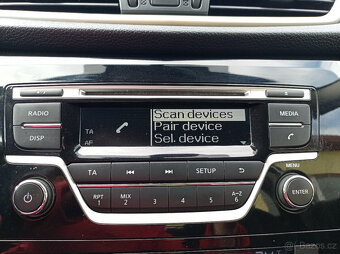 RADIO
DISP
TA
AF
Scan devices
Pair device
Sel. device
MEDIA
TA
SETUP
MENU
ENTER
RPT
1
MIX
2
3
4
5
A-Z
6